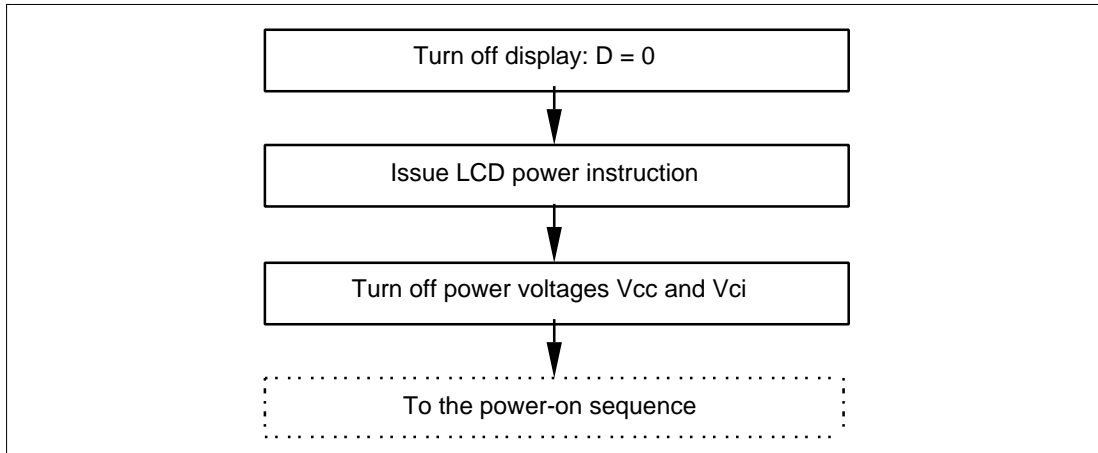 Turn off display: D = 0
Issue LCD power instruction
Turn off power voltages Vcc and Vci
To the power-on sequence